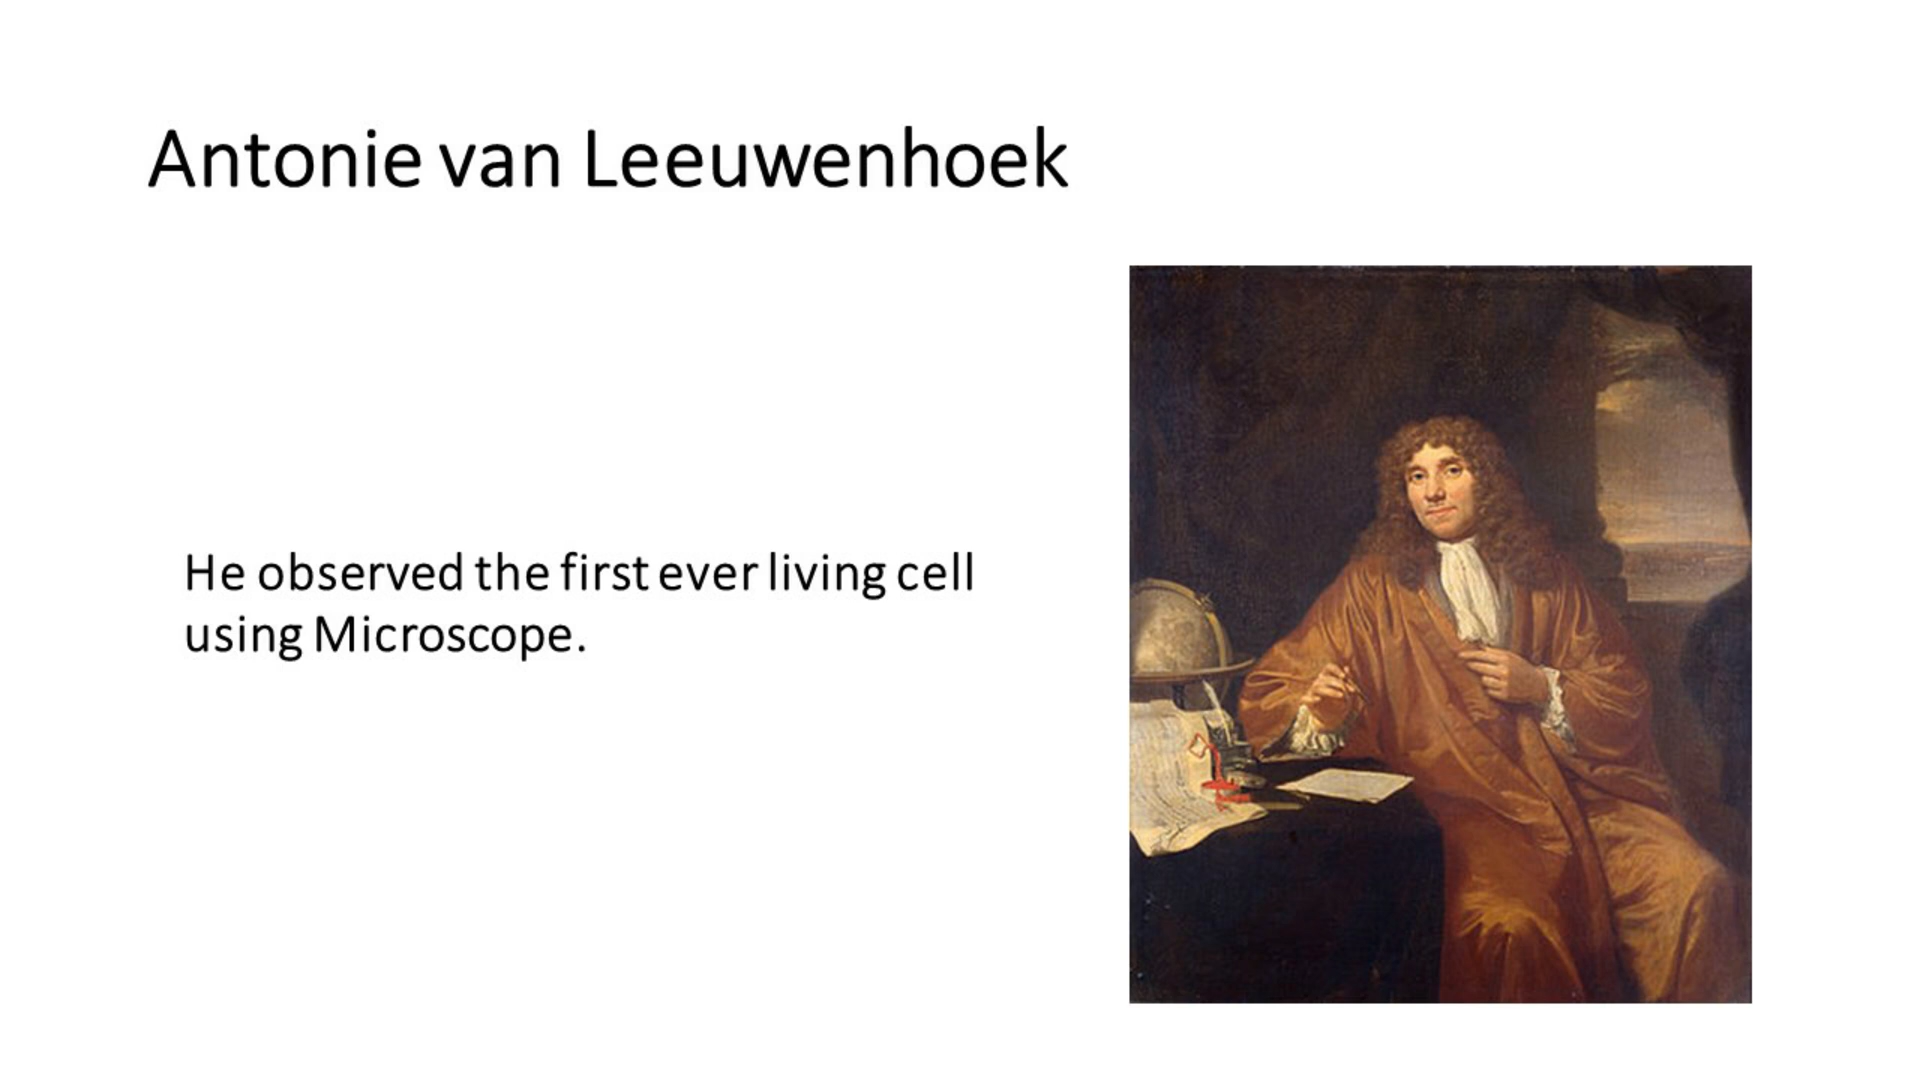 Antonie van Leeuwenhoek
He observed the first ever living cell
using Microscope.